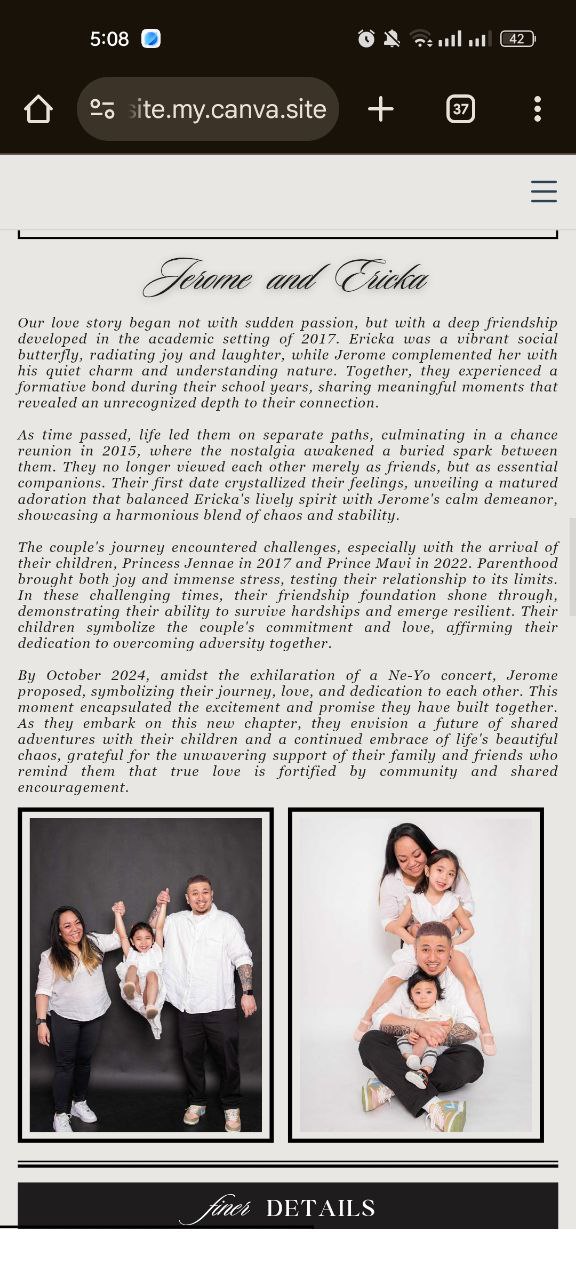 5:08
42
site.my.canva.site
37
Jerome and Ericka
Our love story began not with sudden passion, but with a deep friendship
developed in the academic setting of 2017. Ericka was a vibrant social
butterfly, radiating joy and laughter, while Jerome complemented her with
his quiet charm and understanding nature. Together, they experienced a
formative bond during their school years, sharing meaningful moments that
revealed an unrecognized depth to their connection.
As time passed, life led them on separate paths, culminating in a chance
reunion in 2015, where the nostalgia awakened a buried spark between
them. They no longer viewed each other merely as friends, but as essential
companions. Their first date crystallized their feelings, unveiling a matured
adoration that balanced Ericka's lively spirit with Jerome's calm demeanor,
showcasing a harmonious blend of chaos and stability.
The couple's journey encountered challenges, especially with the arrival of
their children, Princess Jennae in 2017 and Prince Mavi in 2022. Parenthood
brought both joy and immense stress, testing their relationship to its limits.
In these challenging times, their friendship foundation shone through,
demonstrating their ability to survive hardships and emerge resilient. Their
children symbolize the couple's commitment and love, affirming their
dedication to overcoming adversity together.
By October 2024, amidst the exhilaration of a Ne-Yo concert, Jerome
proposed, symbolizing their journey, love, and dedication to each other. This
moment encapsulated the excitement and promise they have built together.
As they embark on this new chapter, they envision a future of shared
adventures with their children and a continued embrace of life's beautiful
chaos, grateful for the unwavering support of their family and friends who
remind them that true love is fortified by community and shared
encouragement.
finer DETAILS